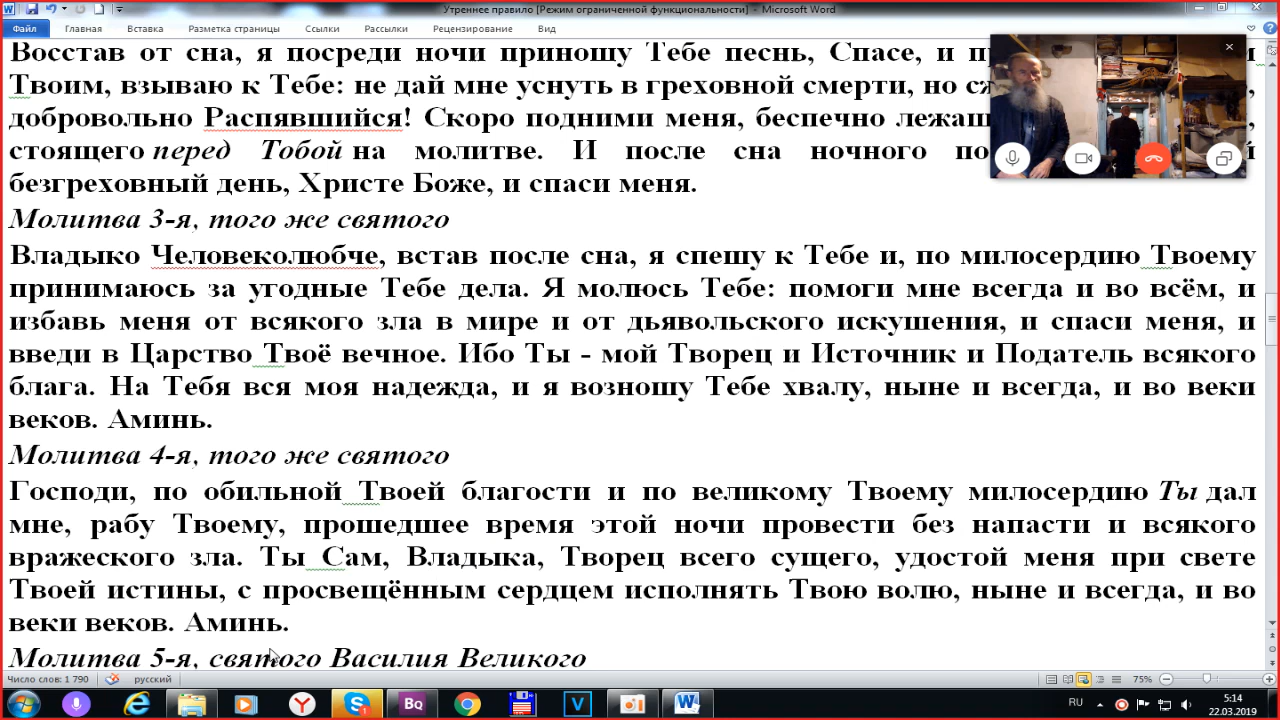 Утреннее правило [Режим ограниченной функциональности] - Microsoft Word
Файл Главная Вставка Разметка страницы Ссылки Рассылки Рецензирование Вид
Восстав от сна, я посреди ночи приношу Тебе песнь, Спасе, и
Твоим, взываю к Тебе: не дай мне уснуть в греховной смерти, но
добровольно Распявшийся! Скоро подними меня, беспечно
стоящего перед Тобой на молитве. И после сна ночного
безгреховный день, Христе Боже, и спаси меня.
Молитва 3-я, того же святого
Владыко Человеколюбче, встав после сна, я спешу к Тебе и, по милосердию Твоему
принимаюсь за угодные Тебе дела. Я молюсь Тебе: помоги мне всегда и во всём, и
избавь меня от всякого зла в мире и от дьявольского искушения, и спаси меня, и
введи в Царство Твоё вечное. Ибо Ты - мой Творец и Источник и Податель всякого
блага. На Тебя вся моя надежда, и я возношу Тебе хвалу, ныне и всегда, и во веки
веков. Аминь.
Молитва 4-я, того же святого
Господи, по обильной Твоей благости и по великому Твоему милосердию Ты дал
мне, рабу Твоему, прошедшее время этой ночи провести без напасти и всякого
вражеского зла. Ты Сам, Владыка, Творец всего сущего, удостой меня при свете
Твоей истины, с просвещённым сердцем исполнять Твою волю, ныне и всегда, и во
веки веков. Аминь.
Молитва 5-я, святого Василия Великого
Число слов: 1 790 русский 75%
RU 5:14
22.03.2019